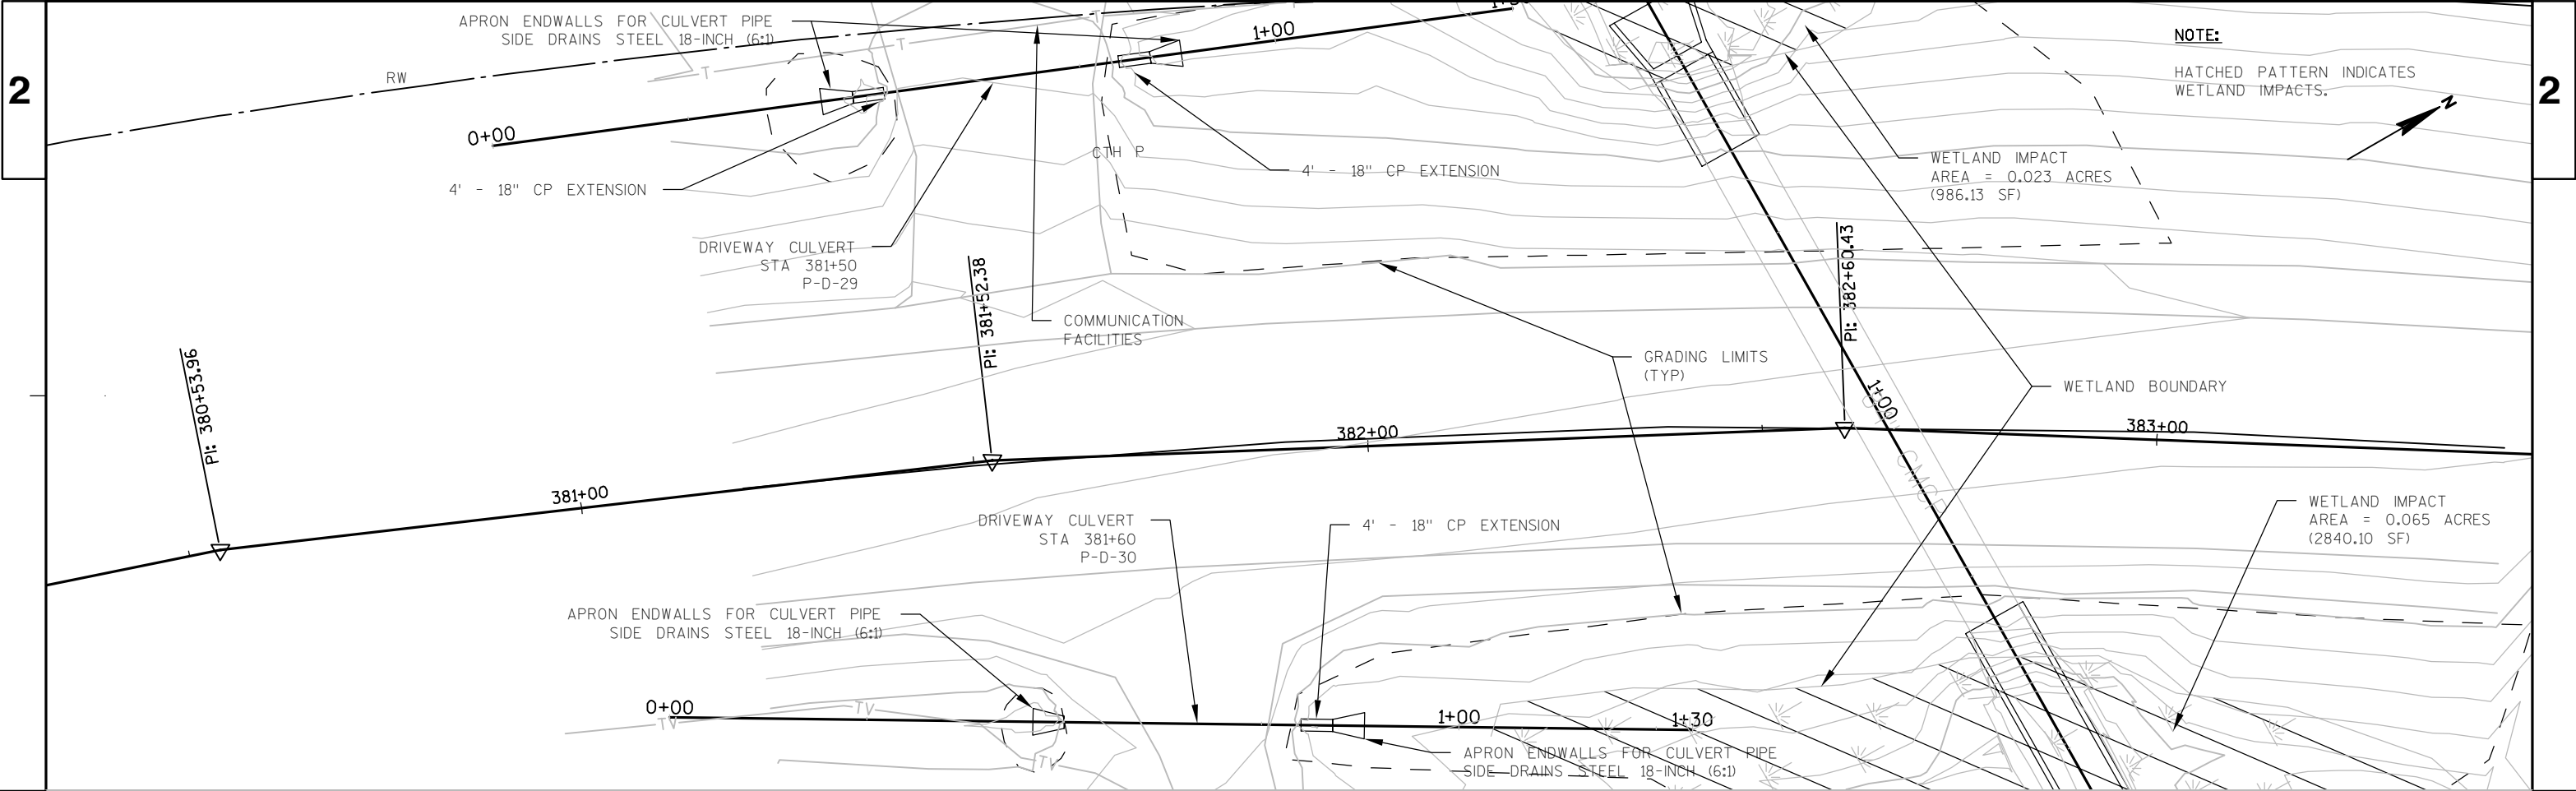 2
APRON ENDWALLS FOR CULVERT PIPE
SIDE DRAINS STEEL 18-INCH (6:1)
RW
T
T
T
0+00
1+00
4' - 18" CP EXTENSION
CTH P
4' - 18" CP EXTENSION
NOTE:
HATCHED PATTERN INDICATES
WETLAND IMPACTS.
N
2
WETLAND IMPACT
AREA = 0.023 ACRES
(986.13 SF)
DRIVEWAY CULVERT
STA 381+50
P-D-29
COMMUNICATION
FACILITIES
PI: 380+53.96
PI: 381+52.38
PI: 382+60.43
GRADING LIMITS
(TYP)
WETLAND BOUNDARY
381+00
382+00
1+00
383+00
DRIVEWAY CULVERT
STA 381+60
P-D-30
4' - 18" CP EXTENSION
WETLAND IMPACT
AREA = 0.065 ACRES
(2840.10 SF)
APRON ENDWALLS FOR CULVERT PIPE
SIDE DRAINS STEEL 18-INCH (6:1)
0+00
TV
TV
TV
1+00
1+30
APRON ENDWALLS FOR CULVERT PIPE
SIDE DRAINS STEEL 18-INCH (6:1)